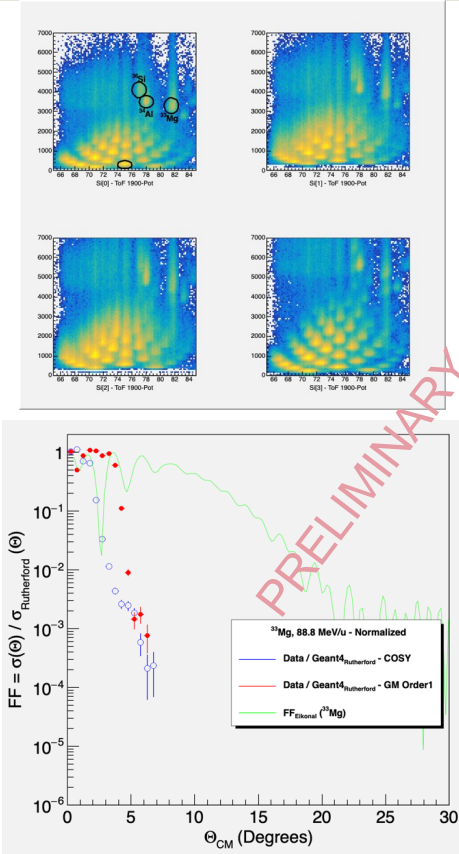 7000
6000
5000
4000
3000
2000
1000
0
³⁴Al
³³Mg
66 68 70 72 74 76 78 80 82 84
Si[0] - ToF 1900-Pot
7000
6000
5000
4000
3000
2000
1000
0
66 68 70 72 74 76 78 80 82 84
Si[1] - ToF 1900-Pot
7000
6000
5000
4000
3000
2000
1000
0
66 68 70 72 74 76 78 80 82 84
Si[2] - ToF 1900-Pot
7000
6000
5000
4000
3000
2000
1000
0
66 68 70 72 74 76 78 80 82 84
Si[3] - ToF 1900-Pot
PRELIMINARY
FF = σ(Θ) / σRutherford (Θ)
1
10⁻¹
10⁻²
10⁻³
10⁻⁴
10⁻⁵
10⁻⁶
³³Mg, 88.8 MeV/u - Normalized
Data / Geant4Rutherford - COSY
Data / Geant4Rutherford - GM Order1
FFEikonal (³³Mg)
0 5 10 15 20 25 30
ΘCM (Degrees)